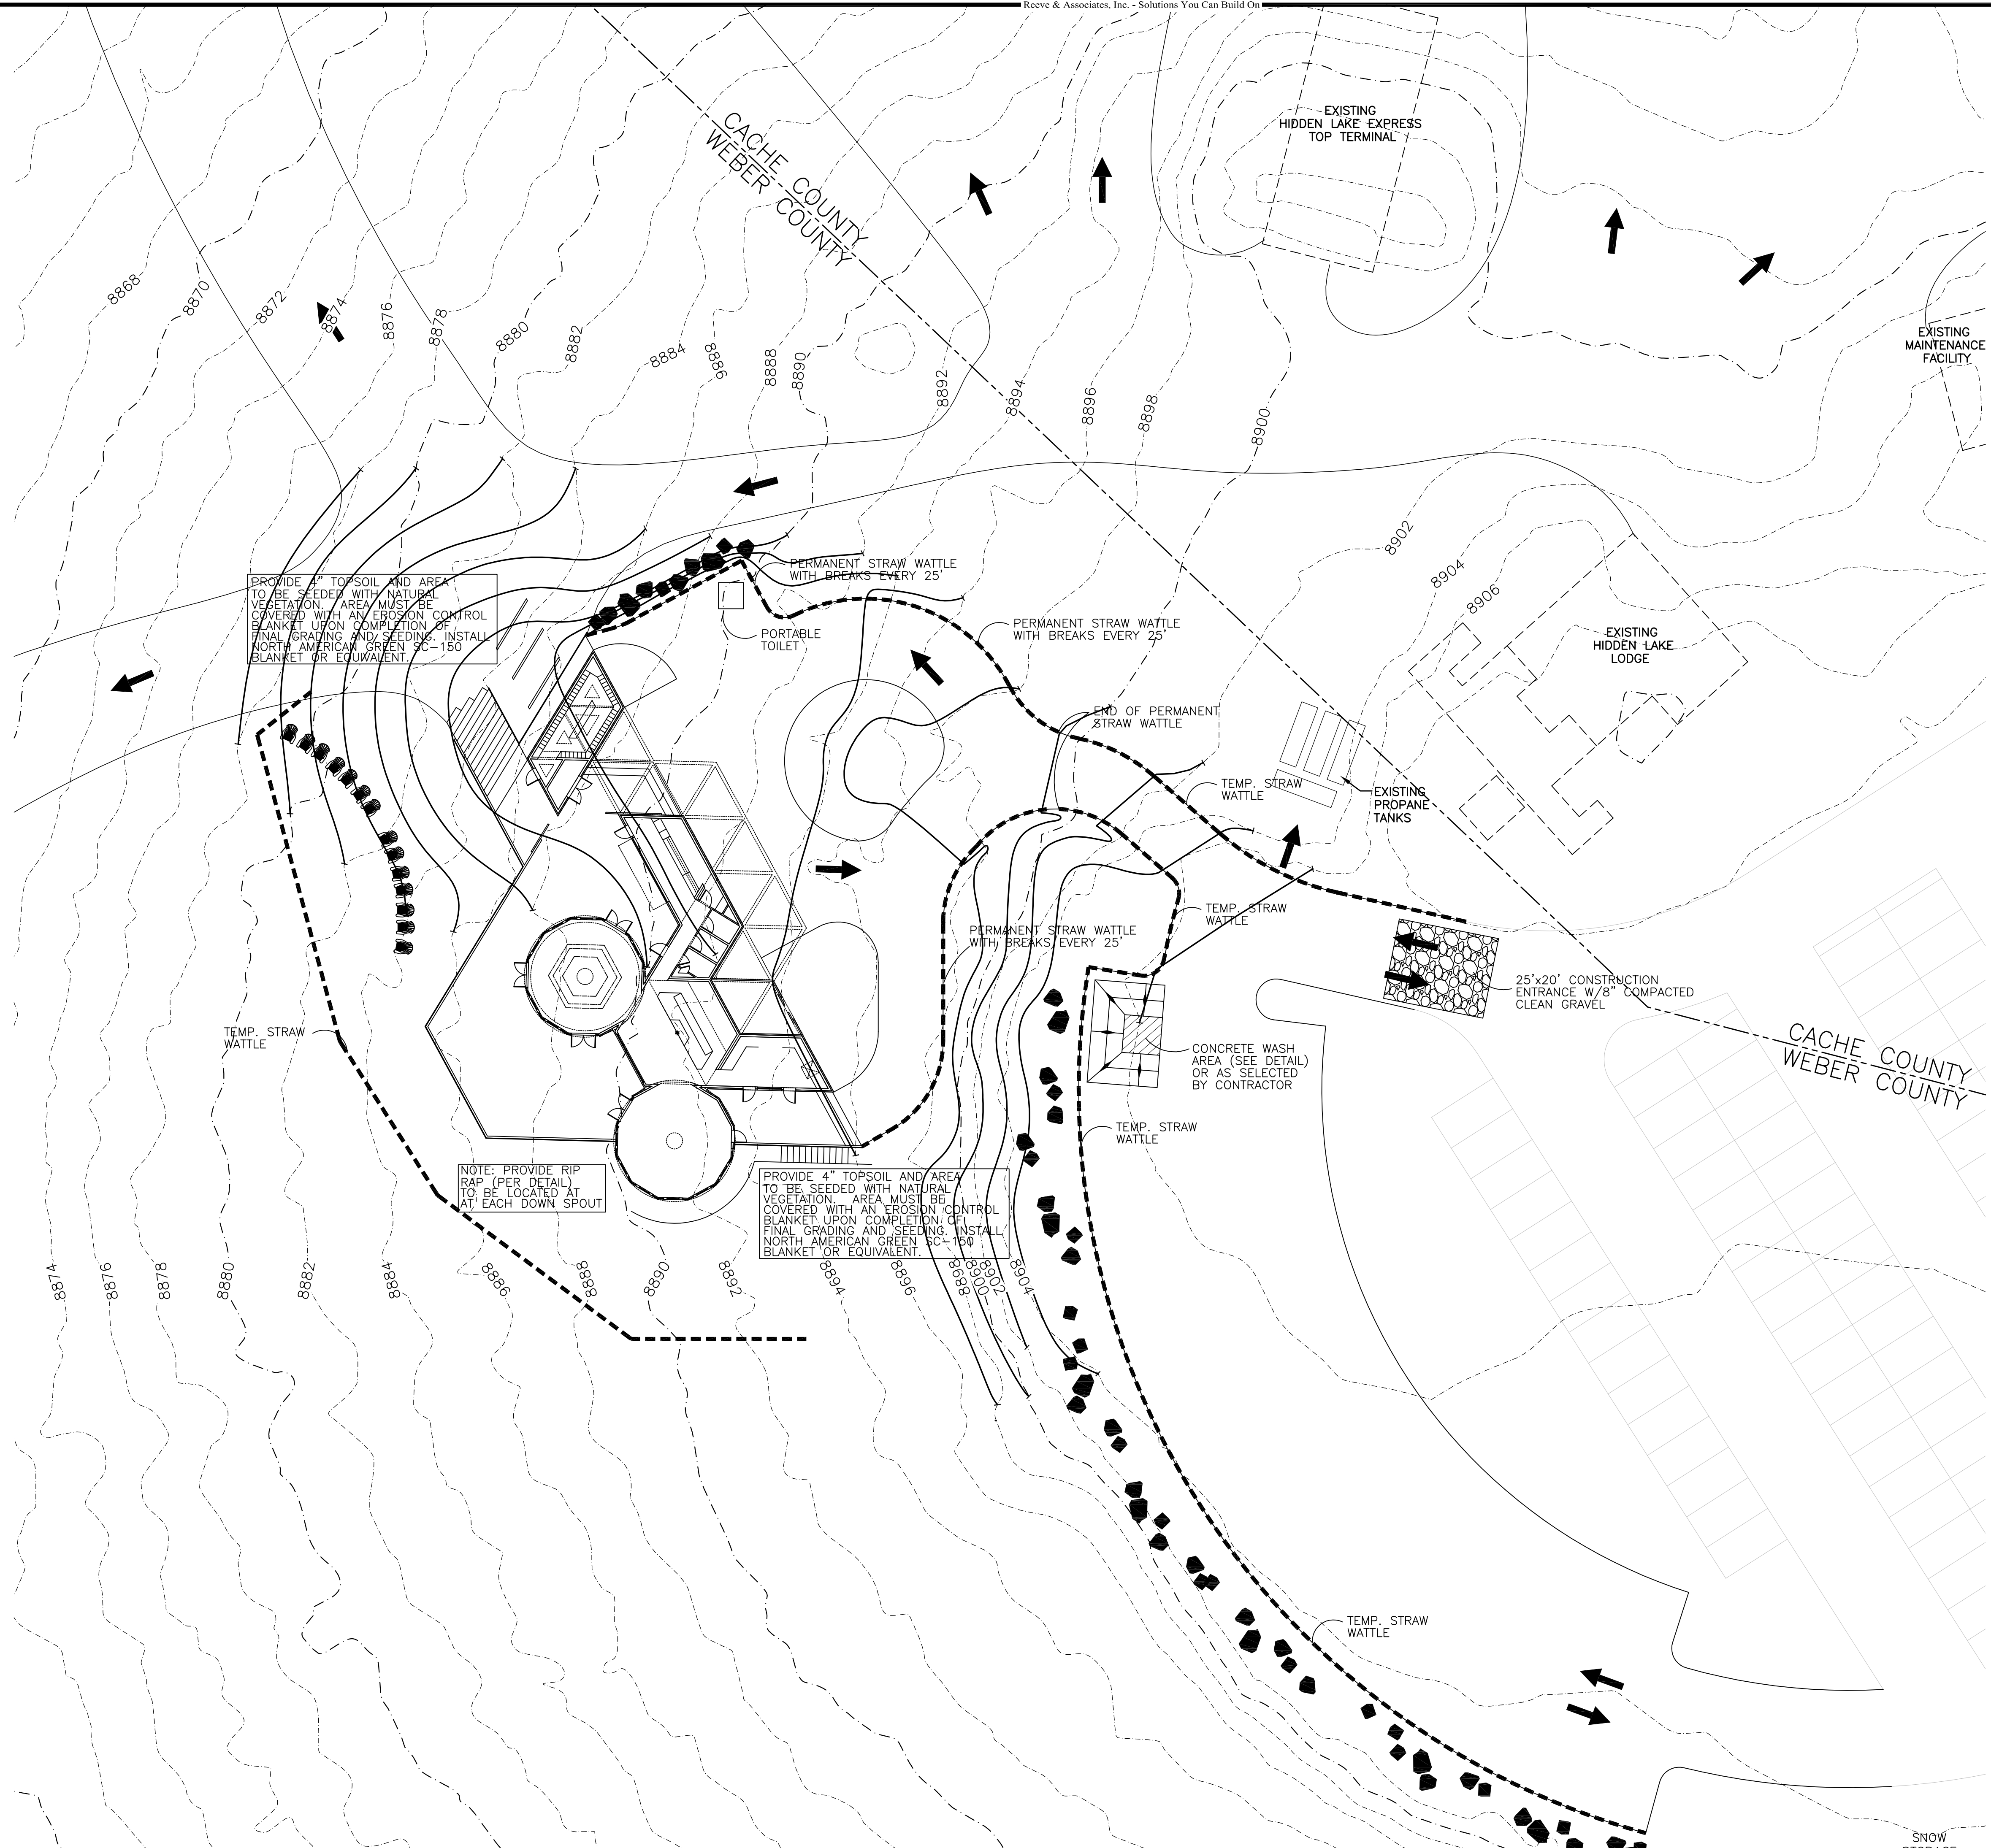 Reeve & Associates, Inc. - Solutions You Can Build On
EXISTING
HIDDEN LAKE EXPRESS
TOP TERMINAL
CACHE COUNTY
WEBER COUNTY
8868
8870
8872
8874
8876
8878
8880
8882
8884
8886
8888
8890
8892
8894
8896
8898
8900
EXISTING
MAINTENANCE
FACILITY
8902
8904
8906
PROVIDE 4" TOPSOIL AND AREA
TO BE SEEDED WITH NATURAL
VEGETATION. AREA MUST BE
COVERED WITH AN EROSION CONTROL
BLANKET UPON COMPLETION OF
FINAL GRADING AND SEEDING. INSTALL
NORTH AMERICAN GREEN SC-150
BLANKET OR EQUIVALENT.
PERMANENT STRAW WATTLE
WITH BREAKS EVERY 25'
PORTABLE
TOILET
PERMANENT STRAW WATTLE
WITH BREAKS EVERY 25'
EXISTING
HIDDEN LAKE
LODGE
END OF PERMANENT
STRAW WATTLE
TEMP. STRAW
WATTLE
EXISTING
PROPANE
TANKS
TEMP. STRAW
WATTLE
PERMANENT STRAW WATTLE
WITH BREAKS EVERY 25'
25'x20' CONSTRUCTION
ENTRANCE W/8" COMPACTED
CLEAN GRAVEL
TEMP. STRAW
WATTLE
CONCRETE WASH
AREA (SEE DETAIL)
OR AS SELECTED
BY CONTRACTOR
CACHE COUNTY
WEBER COUNTY
TEMP. STRAW
WATTLE
NOTE: PROVIDE RIP
RAP (PER DETAIL)
TO BE LOCATED AT
AT EACH DOWN SPOUT
PROVIDE 4" TOPSOIL AND AREA
TO BE SEEDED WITH NATURAL
VEGETATION. AREA MUST BE
COVERED WITH AN EROSION CONTROL
BLANKET UPON COMPLETION OF
FINAL GRADING AND SEEDING. INSTALL
NORTH AMERICAN GREEN SC-150
BLANKET OR EQUIVALENT.
8874
8876
8878
8880
8882
8884
8886
8888
8890
8892
8894
8896
8688
8900
8902
8904
TEMP. STRAW
WATTLE
SNOW